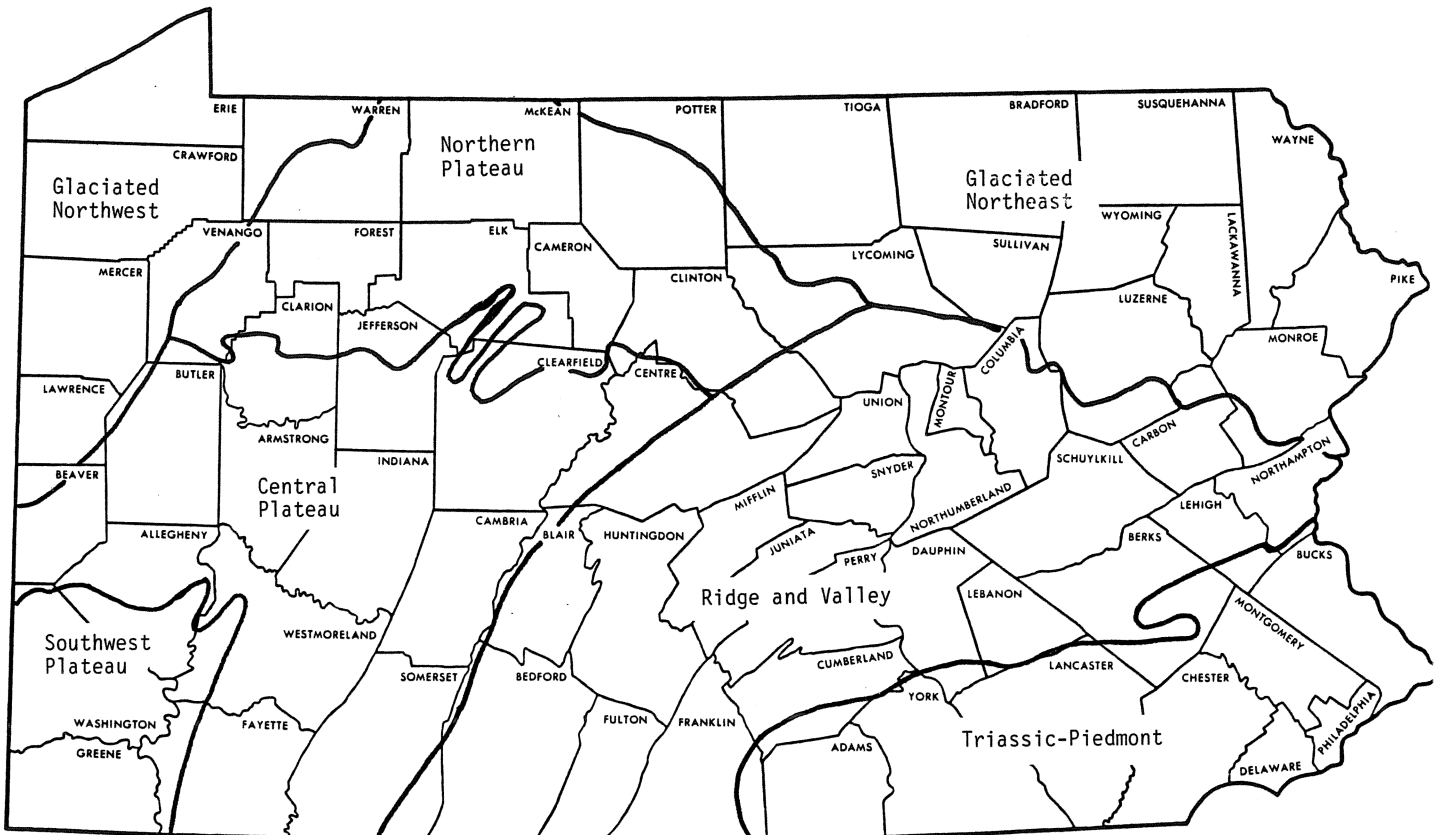 ERIE
WARREN
McKEAN
POTTER
TIOGA
BRADFORD
SUSQUEHANNA
WAYNE
CRAWFORD
Northern
Plateau
Glaciated
Northwest
Glaciated
Northeast
WYOMING
LACKAWANNA
VENANGO
FOREST
ELK
CAMERON
LYCOMING
SULLIVAN
MERCER
CLINTON
PIKE
CLARION
JEFFERSON
LUZERNE
MONROE
BUTLER
CLEARFIELD
CENTRE
COLUMBIA
LAWRENCE
UNION
MONTOUR
ARMSTRONG
CARBON
INDIANA
SCHUYLKILL
NORTHAMPTON
BEAVER
Central
Plateau
SNYDER
MIFFLIN
NORTHUMBERLAND
LEHIGH
ALLEGHENY
CAMBRIA
BLAIR
HUNTINGDON
JUNIATA
PERRY
DAUPHIN
BERKS
BUCKS
Ridge and Valley
LEBANON
MONTGOMERY
Southwest
Plateau
WESTMORELAND
SOMERSET
BEDFORD
CUMBERLAND
LANCASTER
CHESTER
YORK
WASHINGTON
FAYETTE
FULTON
FRANKLIN
ADAMS
Triassic-Piedmont
PHILADELPHIA
GREENE
DELAWARE